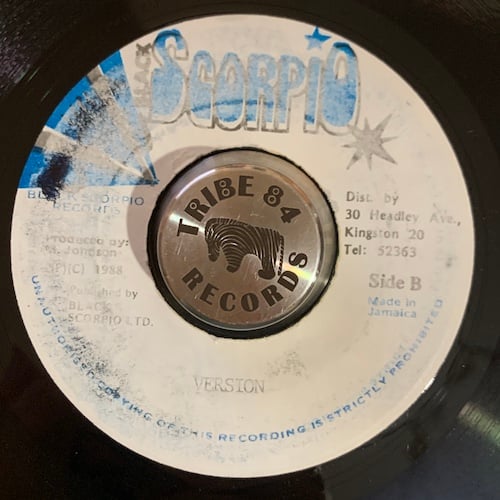 BLACK
SCORPIO
BLACK SCORPIO
RECORDS
Produced by:
Johnson
(P)(C) 1988
Published by
BLACK
SCORPIO LTD.
TRIBE 84
RECORDS
Dist. by
30 Headley Ave.,
Kingston 20
Tel: 52363
Side B
Made in
Jamaica
VERSION
UNAUTHORISED COPYING OF THIS RECORDING IS STRICTLY PROHIBITED